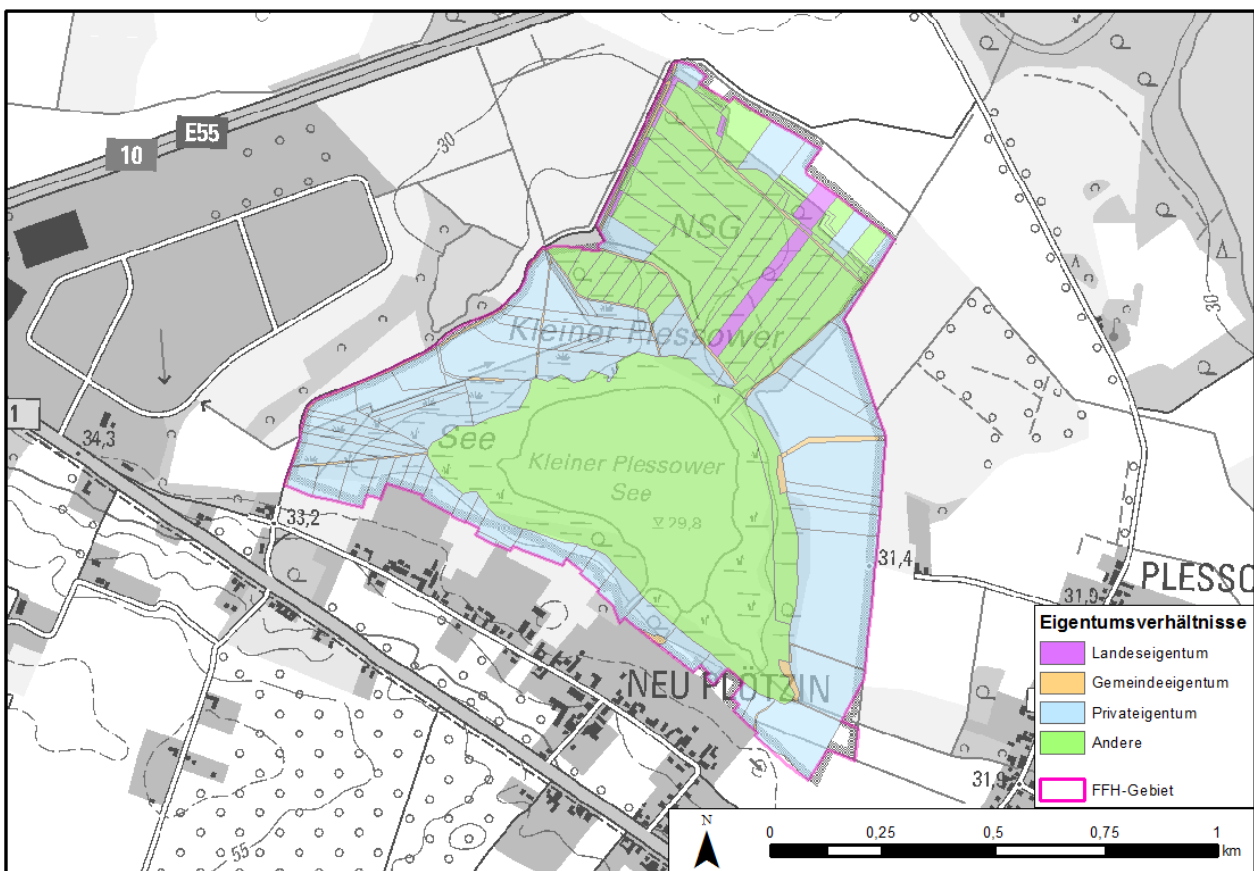 E55
10
30
NSG
Kleiner Plessower
See
Kleiner Plessower
See
29,8
1
34,3
33,2
31,4
30
PLESSO
31,9
NEU PLÖTZIN
31,9
55
Eigentumsverhältnisse
Landeseigentum
Gemeindeeigentum
Privateigentum
Andere
FFH-Gebiet
N
0 0,25 0,5 0,75 1
km